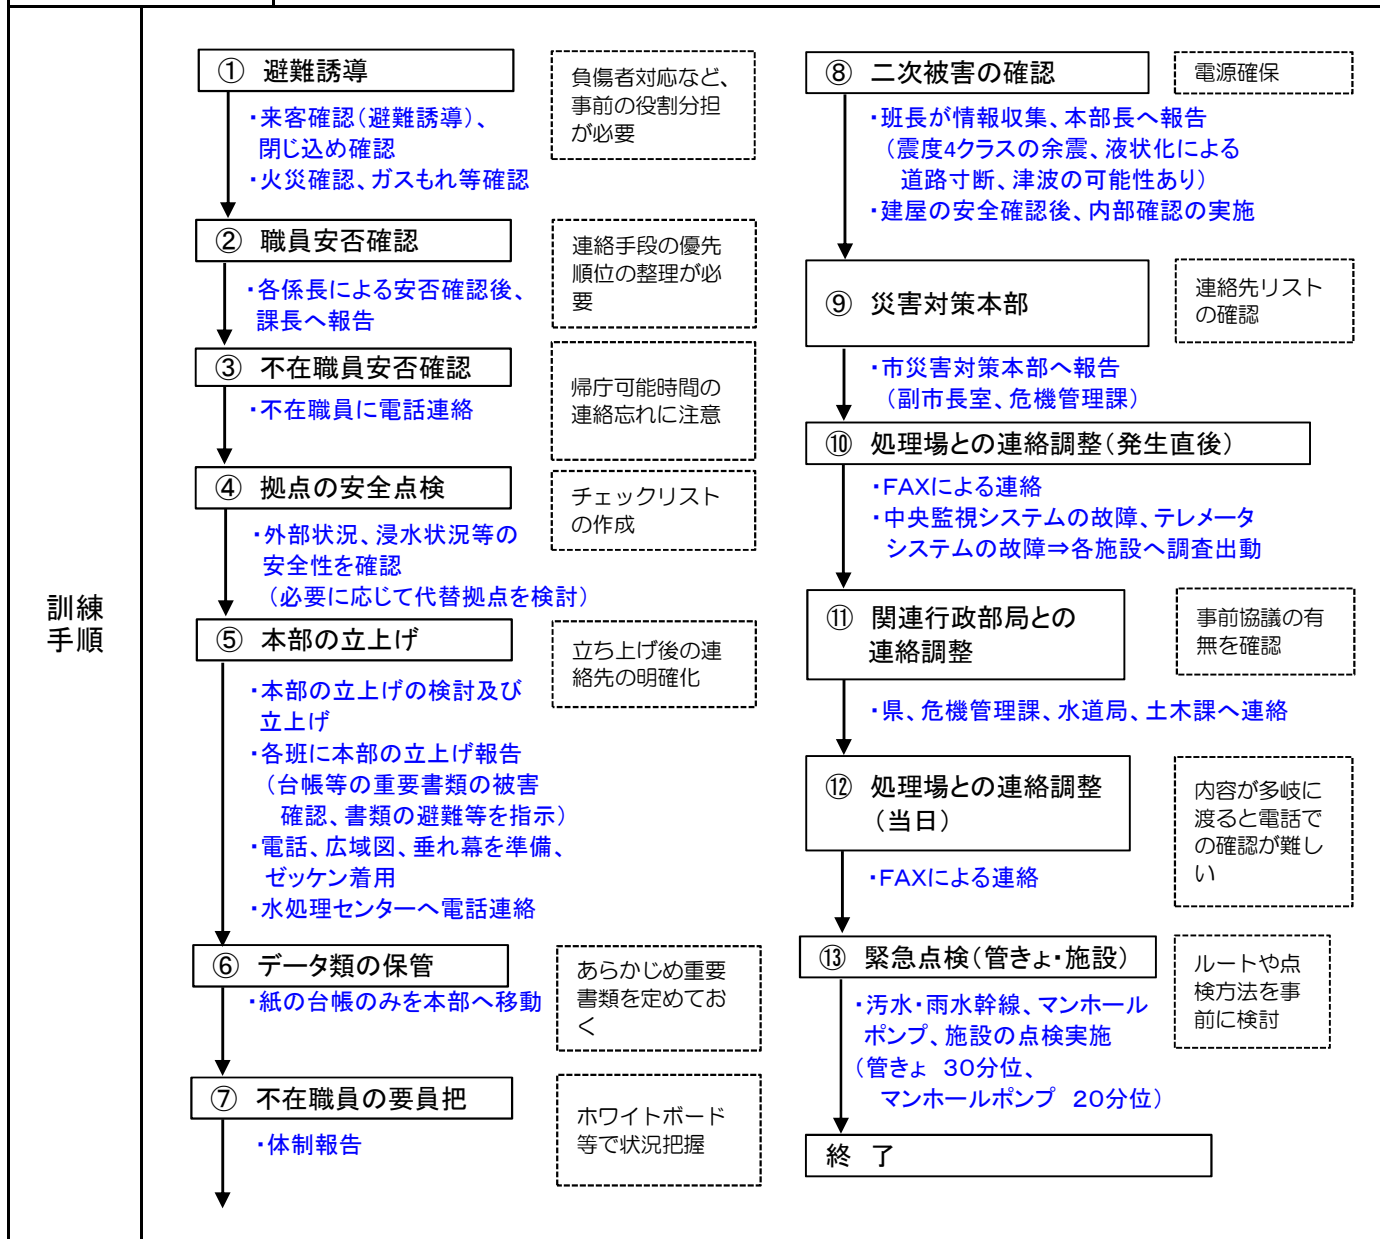 訓練
手順
① 避難誘導
・来客確認(避難誘導)、
閉じ込め確認
・火災確認、ガスもれ等確認
負傷者対応など、
事前の役割分担
が必要
② 職員安否確認
・各係長による安否確認後、
課長へ報告
連絡手段の優先
順位の整理が必
要
③ 不在職員安否確認
・不在職員に電話連絡
帰庁可能時間の
連絡忘れに注意
④ 拠点の安全点検
・外部状況、浸水状況等の
安全性を確認
(必要に応じて代替拠点を検討)
チェックリスト
の作成
⑤ 本部の立上げ
・本部の立上げの検討及び
立上げ
・各班に本部の立上げ報告
(台帳等の重要書類の被害
確認、書類の避難等を指示)
・電話、広域図、垂れ幕を準備、
ゼッケン着用
・水処理センターへ電話連絡
立ち上げ後の連
絡先の明確化
⑥ データ類の保管
・紙の台帳のみを本部へ移動
あらかじめ重要
書類を定めてお
く
⑦ 不在職員の要員把
・体制報告
ホワイトボード
等で状況把握
⑧ 二次被害の確認
・班長が情報収集、本部長へ報告
(震度4クラスの余震、液状化による
道路寸断、津波の可能性あり)
・建屋の安全確認後、内部確認の実施
電源確保
⑨ 災害対策本部
・市災害対策本部へ報告
(副市長室、危機管理課)
連絡先リスト
の確認
⑩ 処理場との連絡調整(発生直後)
・FAXによる連絡
・中央監視システムの故障、テレメータ
システムの故障⇒各施設へ調査出動
⑪ 関連行政部局との
連絡調整
・県、危機管理課、水道局、土木課へ連絡
事前協議の有
無を確認
⑫ 処理場との連絡調整
(当日)
・FAXによる連絡
内容が多岐に
渡ると電話で
の確認が難し
い
⑬ 緊急点検(管きょ・施設)
・汚水・雨水幹線、マンホール
ポンプ、施設の点検実施
(管きょ 30分位、
マンホールポンプ 20分位)
ルートや点
検方法を事
前に検討
終 了